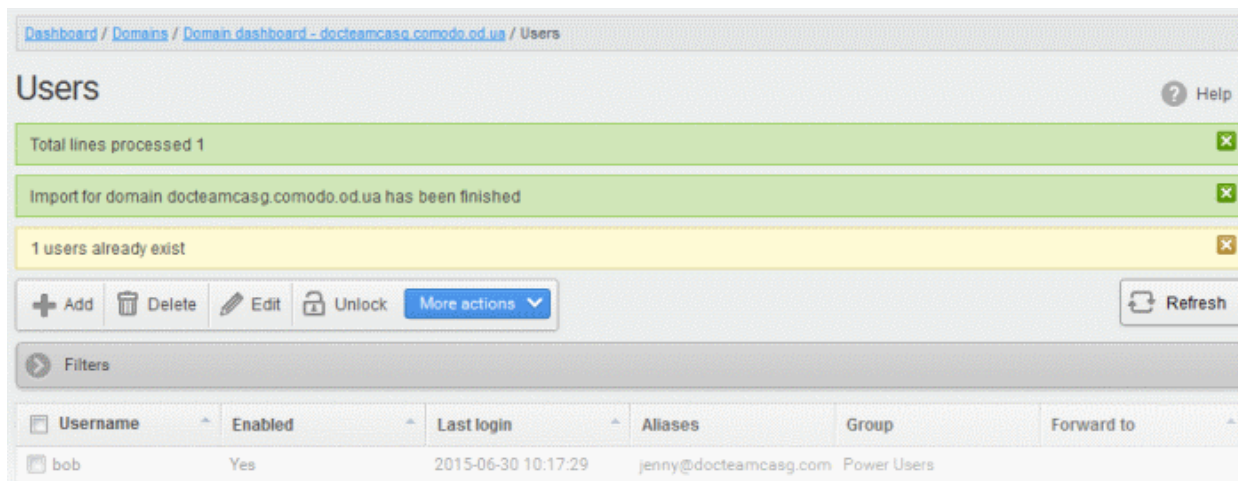 Dashboard / Domains / Domain dashboard - docteamcasg.comodo.od.ua / Users
Users
Help
Total lines processed 1
Import for domain docteamcasg.comodo.od.ua has been finished
1 users already exist
Add Delete Edit Unlock More actions Refresh
Filters
Username Enabled Last login Aliases Group Forward to
bob Yes 2015-06-30 10:17:29 jenny@docteamcasg.com Power Users